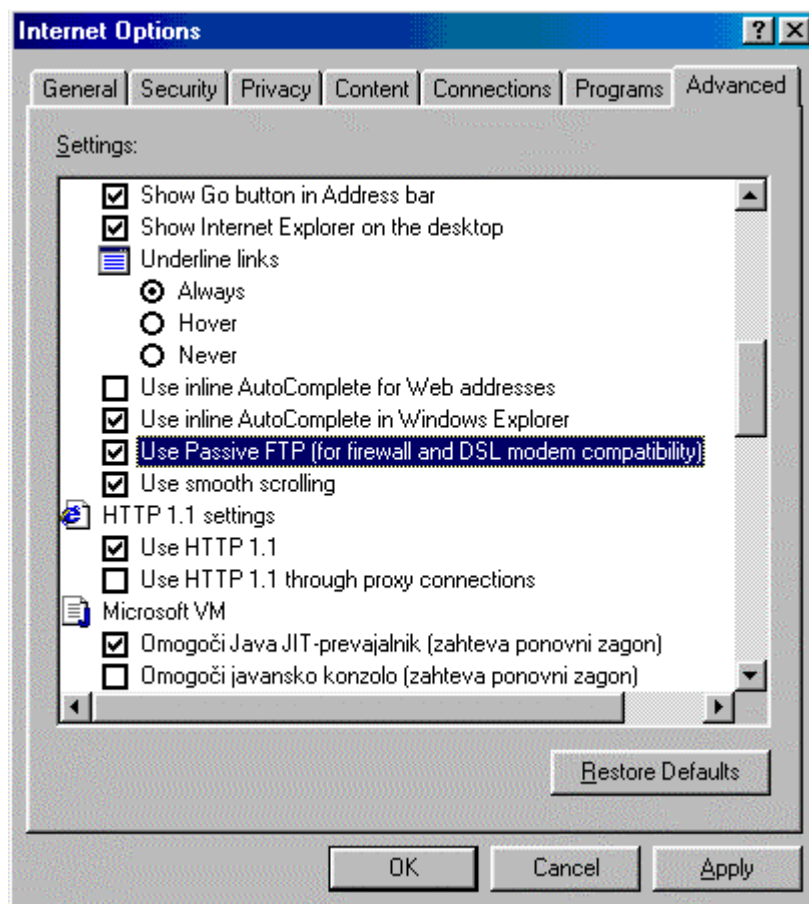 Internet Options
General Security Privacy Content Connections Programs Advanced
Settings:
Show Go button in Address bar
Show Internet Explorer on the desktop
Underline links
Always
Hover
Never
Use inline AutoComplete for Web addresses
Use inline AutoComplete in Windows Explorer
Use Passive FTP (for firewall and DSL modem compatibility)
Use smooth scrolling
HTTP 1.1 settings
Use HTTP 1.1
Use HTTP 1.1 through proxy connections
Microsoft VM
Omogoči Java JIT-prevajalnik (zahteva ponovni zagon)
Omogoči javansko konzolo (zahteva ponovni zagon)
Restore Defaults
OK Cancel Apply